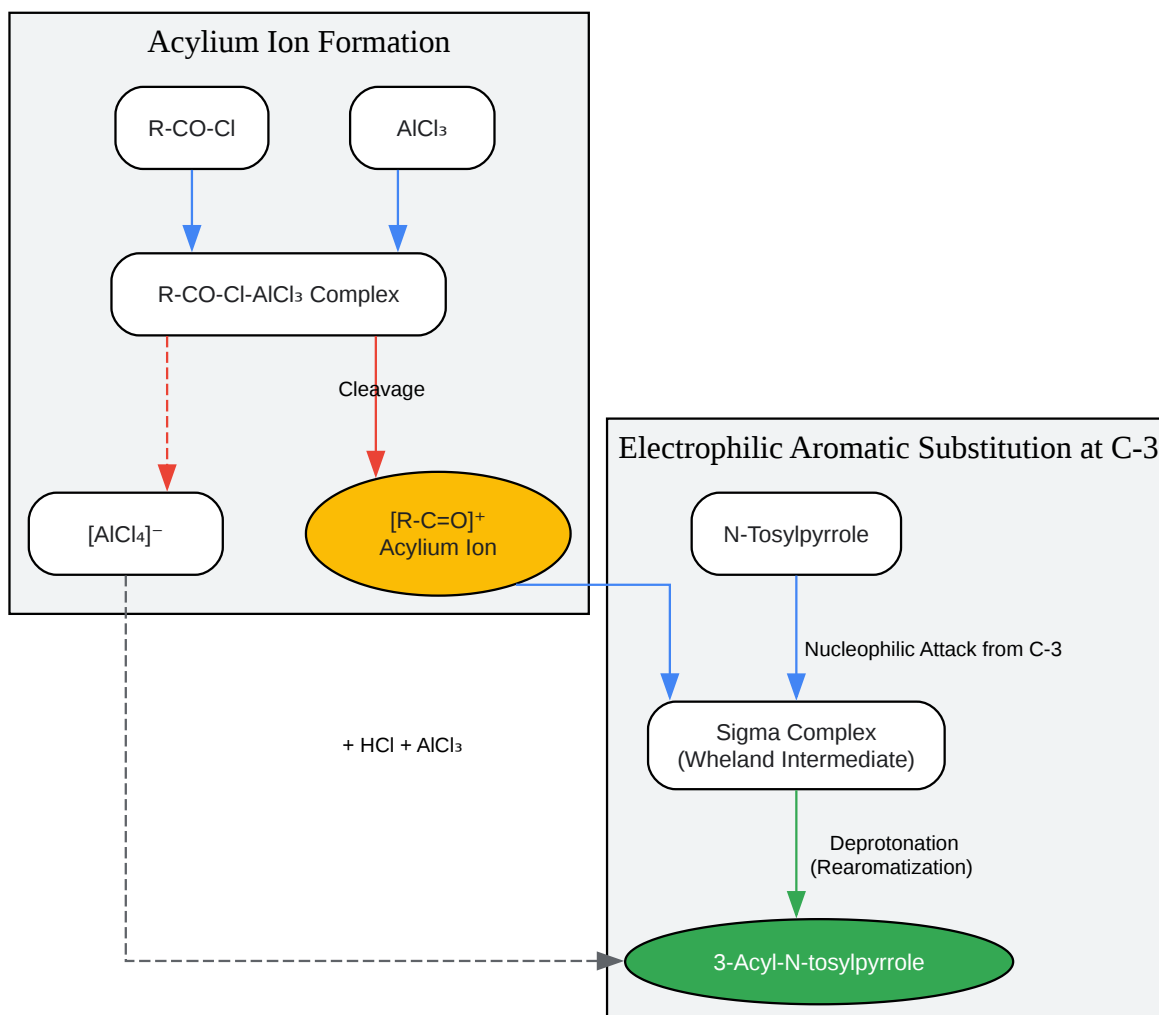 Acylium Ion Formation
R-CO-Cl
AlCl₃
R-CO-Cl-AlCl₃ Complex
Cleavage
[AlCl₄]⁻
[R-C=O]⁺
Acylium Ion
Electrophilic Aromatic Substitution at C-3
N-Tosylpyrrole
Nucleophilic Attack from C-3
Sigma Complex
(Wheland Intermediate)
+ HCl + AlCl₃
Deprotonation
(Rearomatization)
3-Acyl-N-tosylpyrrole